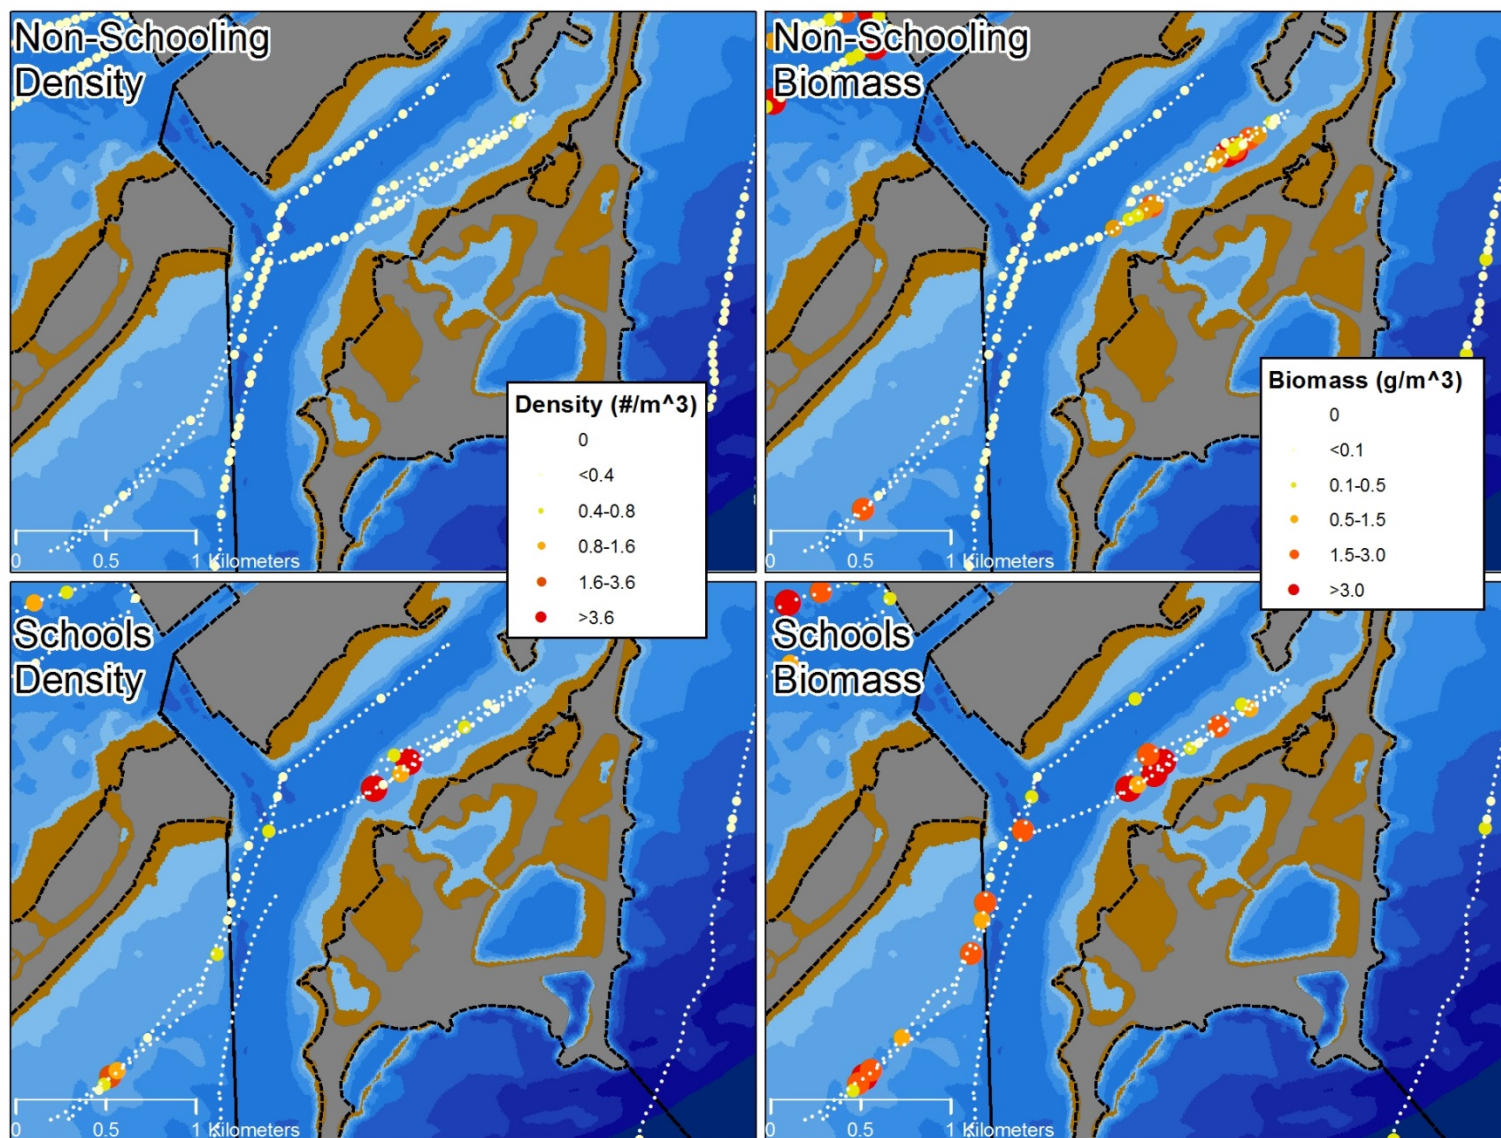 Non-Schooling
Density
Non-Schooling
Biomass
Density (#/m^3)
0
<0.4
0.4-0.8
0.8-1.6
1.6-3.6
>3.6
Biomass (g/m^3)
0
<0.1
0.1-0.5
0.5-1.5
1.5-3.0
>3.0
0 0.5 1 Kilometers
0 0.5 1 Kilometers
Schools
Density
Schools
Biomass
0 0.5 1 Kilometers
0 0.5 1 Kilometers